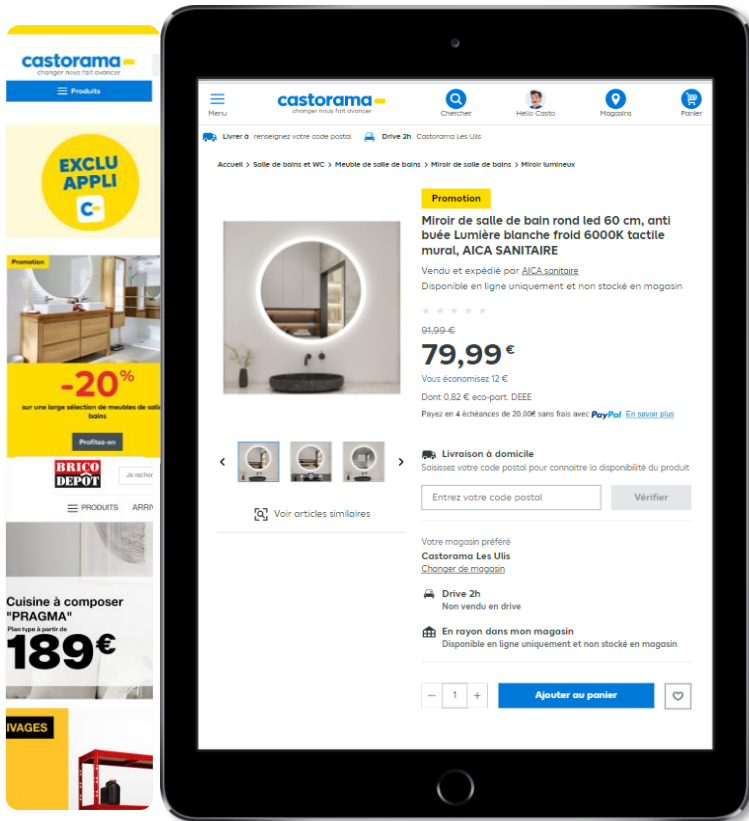 castorama
changer nous fait avancer
Produits
EXCLU
APPLI
C
Promotion
-20%
sur une large sélection de meubles de salle
bains
Profitez-en
BRICO
DEPÔT
Je recher
PRODUITS ARRIV
Cuisine à composer
"PRAGMA"
Plan type à partir de
189€
IVAGES
Menu
castorama
changer nous fait avancer
Chercher
Hello Casto
Magasins
Panier
Livrer à renseignez votre code postal Drive 2h Castorama Les Ulis
Accueil > Salle de bains et WC > Meuble de salle de bains > Miroir de salle de bains > Miroir lumineux
Promotion
Miroir de salle de bain rond led 60 cm, anti
buée Lumière blanche froid 6000K tactile
mural, AICA SANITAIRE
Vendu et expédié par AICA sanitaire
Disponible en ligne uniquement et non stocké en magasin
91,99 €
79,99 €
Vous économisez 12 €
Dont 0,82 € eco-part. DEEE
Payez en 4 échéances de 20,00€ sans frais avec PayPal En savoir plus
Livraison à domicile
Saisissez votre code postal pour connaitre la disponibilité du produit
Entrez votre code postal
Vérifier
Voir articles similaires
Votre magasin préféré
Castorama Les Ulis
Changer de magasin
Drive 2h
Non vendu en drive
En rayon dans mon magasin
Disponible en ligne uniquement et non stocké en magasin
− 1 +
Ajouter au panier